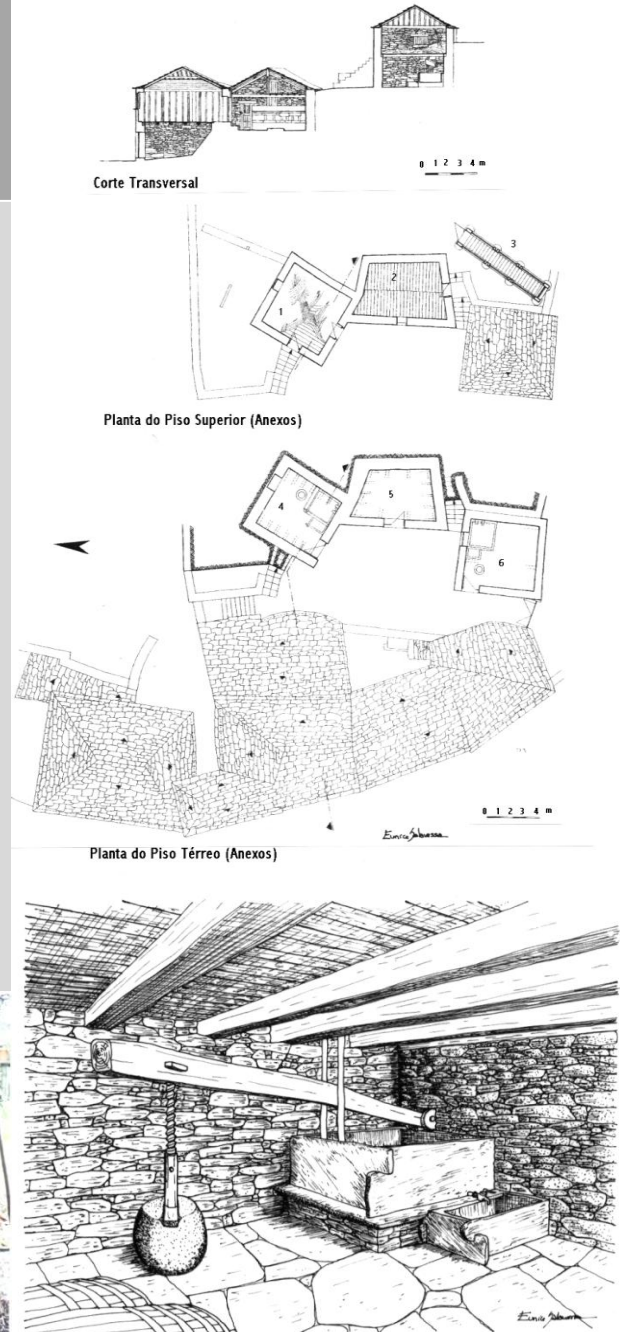 0 1 2 3 4 m
Corte Transversal
1
2
3
Planta do Piso Superior (Anexos)
4
5
6
0 1 2 3 4 m
Planta do Piso Térreo (Anexos)